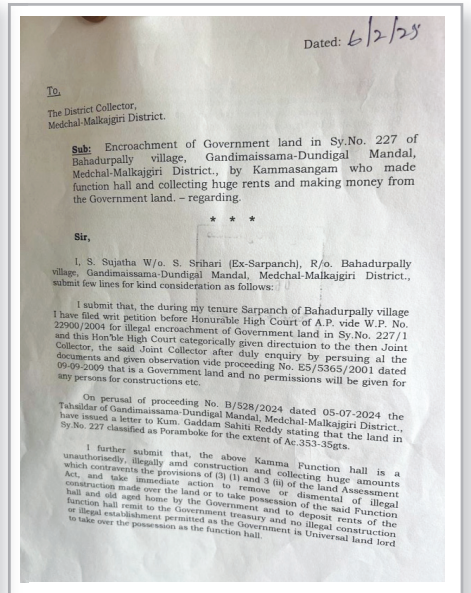 Dated: 6/2/25
To,
The District Collector,
Medchal-Malkajgiri District.
Sub: Encroachment of Government land in Sy.No. 227 of
Bahadurpally village, Gandimaissama-Dundigal Mandal,
Medchal-Malkajgiri District., by Kammasangam who made
function hall and collecting huge rents and making money from
the Government land. – regarding.
* * *
Sir,
I, S. Sujatha W/o. S. Srihari (Ex-Sarpanch), R/o. Bahadurpally
village, Gandimaissama-Dundigal Mandal, Medchal-Malkajgiri District.,
submit few lines for kind consideration as follows:
I submit that, the during my tenure Sarpanch of Bahadurpally village
I have filed writ petition before Honourable High Court of A.P. vide W.P. No.
22900/2004 for illegal encroachment of Government land in Sy.No. 227/1
and this Hon'ble High Court categorically given directuion to the then Joint
Collector, the said Joint Collector after duly enquiry by persuing al the
documents and given observation vide proceeding No. E5/5365/2001 dated
09-09-2009 that is a Government land and no permissions will be given for
any persons for constructions etc.
On perusal of proceeding No. B/528/2024 dated 05-07-2024 the
Tahsildar of Gandimaissama-Dundigal Mandal, Medchal-Malkajgiri District.,
have issued a letter to Kum. Gaddam Sahiti Reddy stating that the land in
Sy.No. 227 classified as Poramboke for the extent of Ac.353-35gts.
I further submit that, the above Kamma Function hall is a
unauthorisedly, illegally amd construction and collecting huge amounts
which contravents the provisions of (3) (1) and 3 (ii) of the land Assessment
Act, and take immediate action to remove or dismental of illegal
construction made over the land or to take possession of the said Function
hall and old aged home by the Government and to deposit rents of the
function hall remit to the Government treasury and no illegal construction
or illegal establishment permitted as the Government is Universal land lord
to take over the possession as the function hall.